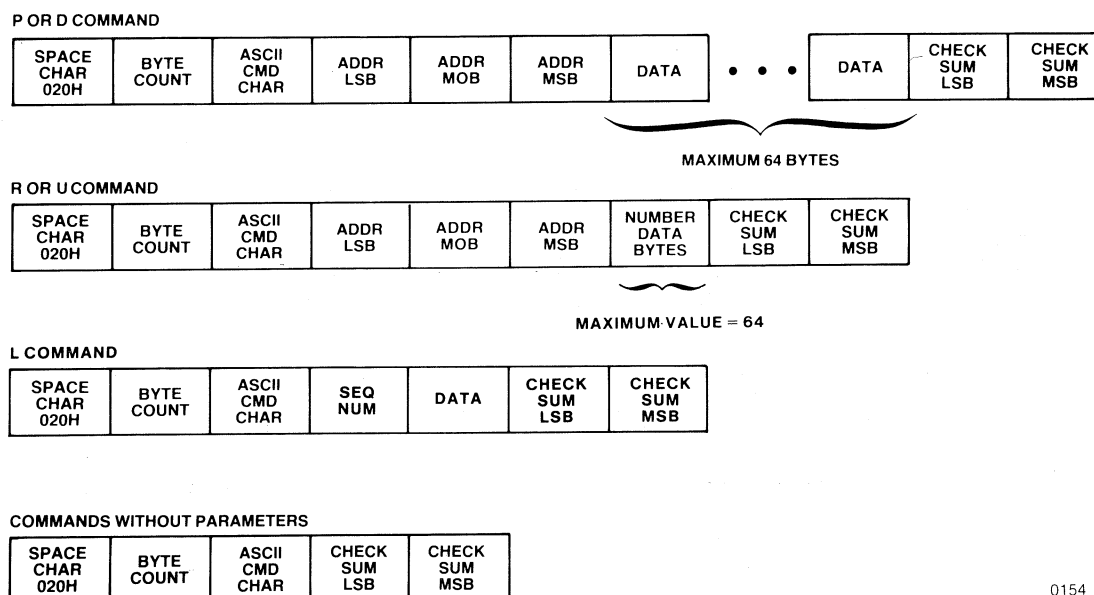 P OR D COMMAND
SPACE CHAR 020H
BYTE COUNT
ASCII CMD CHAR
ADDR LSB
ADDR MOB
ADDR MSB
DATA
• • •
DATA
CHECK SUM LSB
CHECK SUM MSB
MAXIMUM 64 BYTES
R OR U COMMAND
SPACE CHAR 020H
BYTE COUNT
ASCII CMD CHAR
ADDR LSB
ADDR MOB
ADDR MSB
NUMBER DATA BYTES
CHECK SUM LSB
CHECK SUM MSB
MAXIMUM VALUE = 64
L COMMAND
SPACE CHAR 020H
BYTE COUNT
ASCII CMD CHAR
SEQ NUM
DATA
CHECK SUM LSB
CHECK SUM MSB
COMMANDS WITHOUT PARAMETERS
SPACE CHAR 020H
BYTE COUNT
ASCII CMD CHAR
CHECK SUM LSB
CHECK SUM MSB
0154